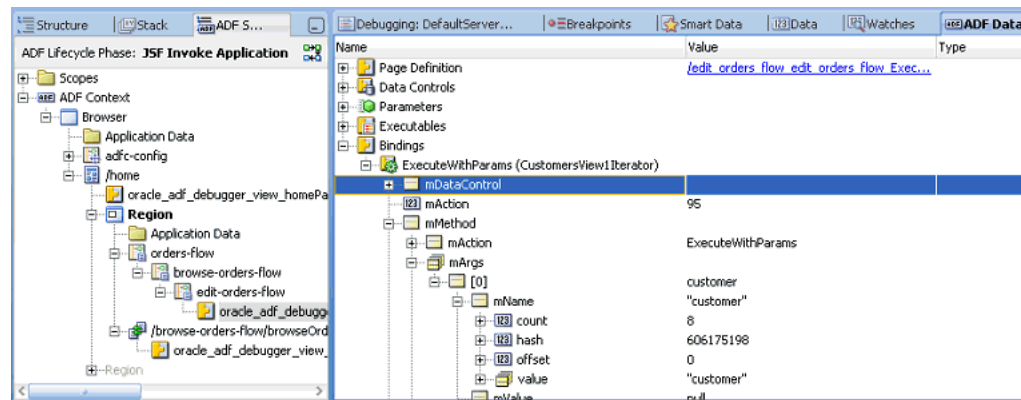 Structure
Stack
ADF S...
Debugging: DefaultServer...
Breakpoints
Smart Data
Data
Watches
ADF Data
ADF Lifecycle Phase: JSF Invoke Application
Scopes
ADF Context
Browser
Application Data
adfc-config
/home
oracle_adf_debugger_view_homePa
Region
Application Data
orders-flow
browse-orders-flow
edit-orders-flow
oracle_adf_debugg
/browse-orders-flow/browseOrd
oracle_adf_debugger_view_
Region
Name Value Type
Page Definition /edit_orders_flow_edit_orders_flow_Exec...
Data Controls
Parameters
Executables
Bindings
ExecuteWithParams (CustomersView1Iterator)
mDataControl
mAction 95
mMethod
mAction ExecuteWithParams
mArgs
[0] customer
mName "customer"
count 8
hash 606175198
offset 0
value "customer"
mValue null